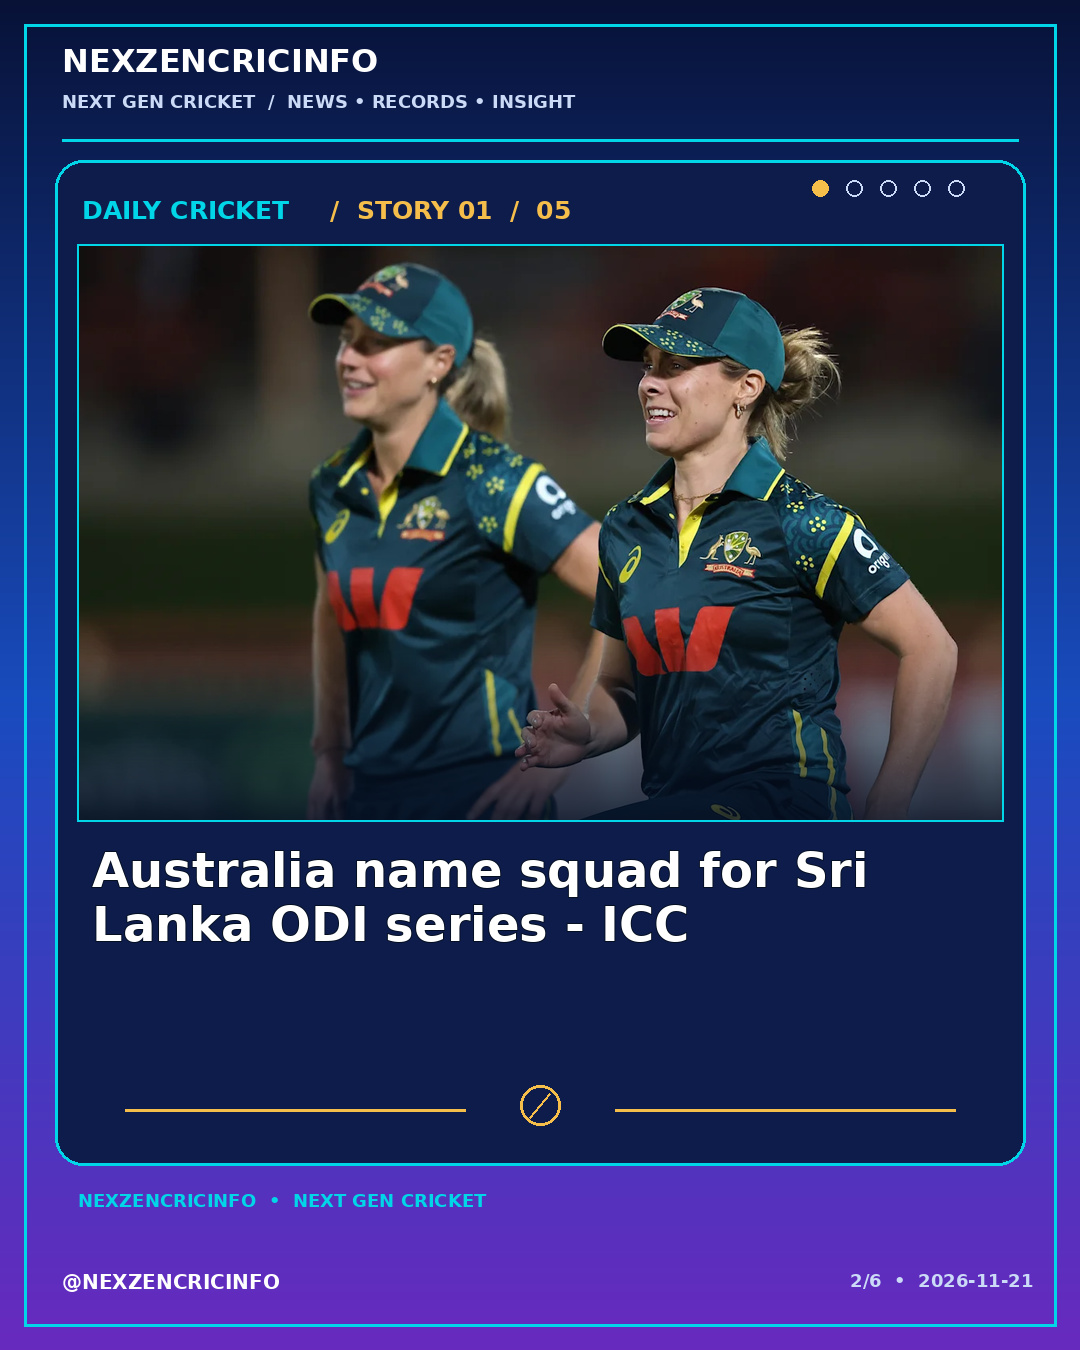 NEXZENCRICINFO
NEXT GEN CRICKET / NEWS • RECORDS • INSIGHT
DAILY CRICKET / STORY 01 / 05
Australia name squad for Sri
Lanka ODI series - ICC
NEXZENCRICINFO • NEXT GEN CRICKET
@NEXZENCRICINFO
2/6 • 2026-11-21